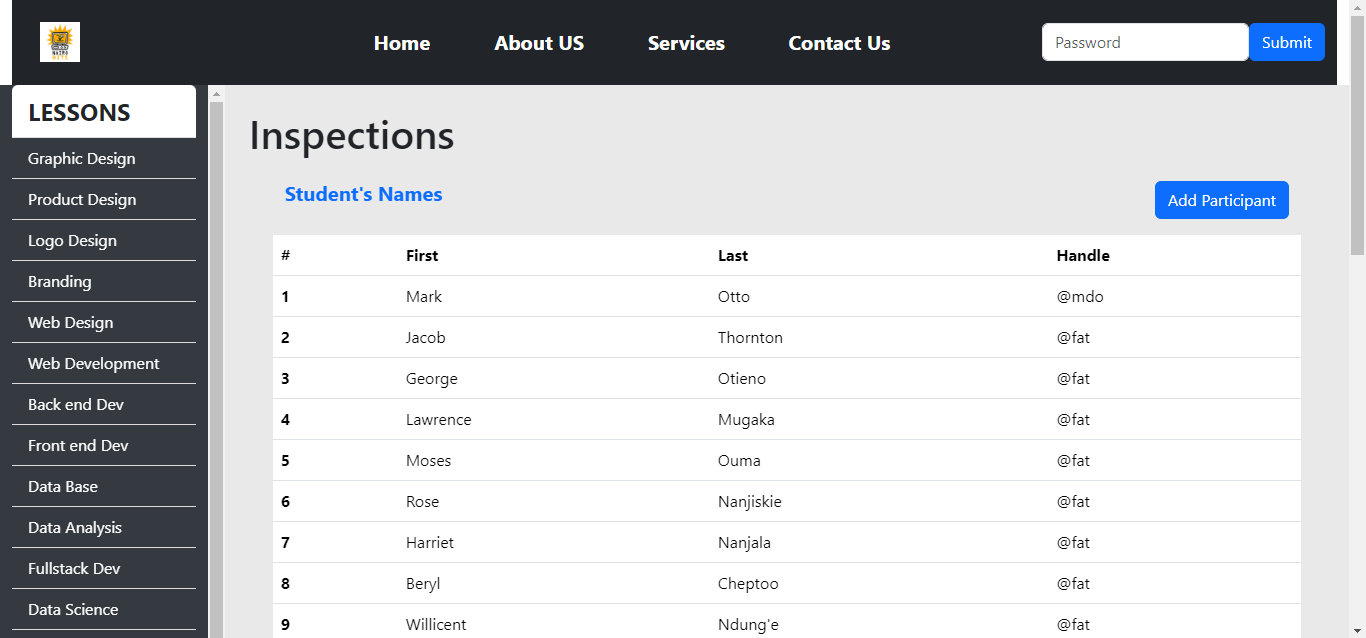 Home About US Services Contact Us Password Submit
LESSONS
Graphic Design
Product Design
Logo Design
Branding
Web Design
Web Development
Back end Dev
Front end Dev
Data Base
Data Analysis
Fullstack Dev
Data Science
Inspections
Student's Names
Add Participant
# First Last Handle
1 Mark Otto @mdo
2 Jacob Thornton @fat
3 George Otieno @fat
4 Lawrence Mugaka @fat
5 Moses Ouma @fat
6 Rose Nanjiskie @fat
7 Harriet Nanjala @fat
8 Beryl Cheptoo @fat
9 Willicent Ndung'e @fat